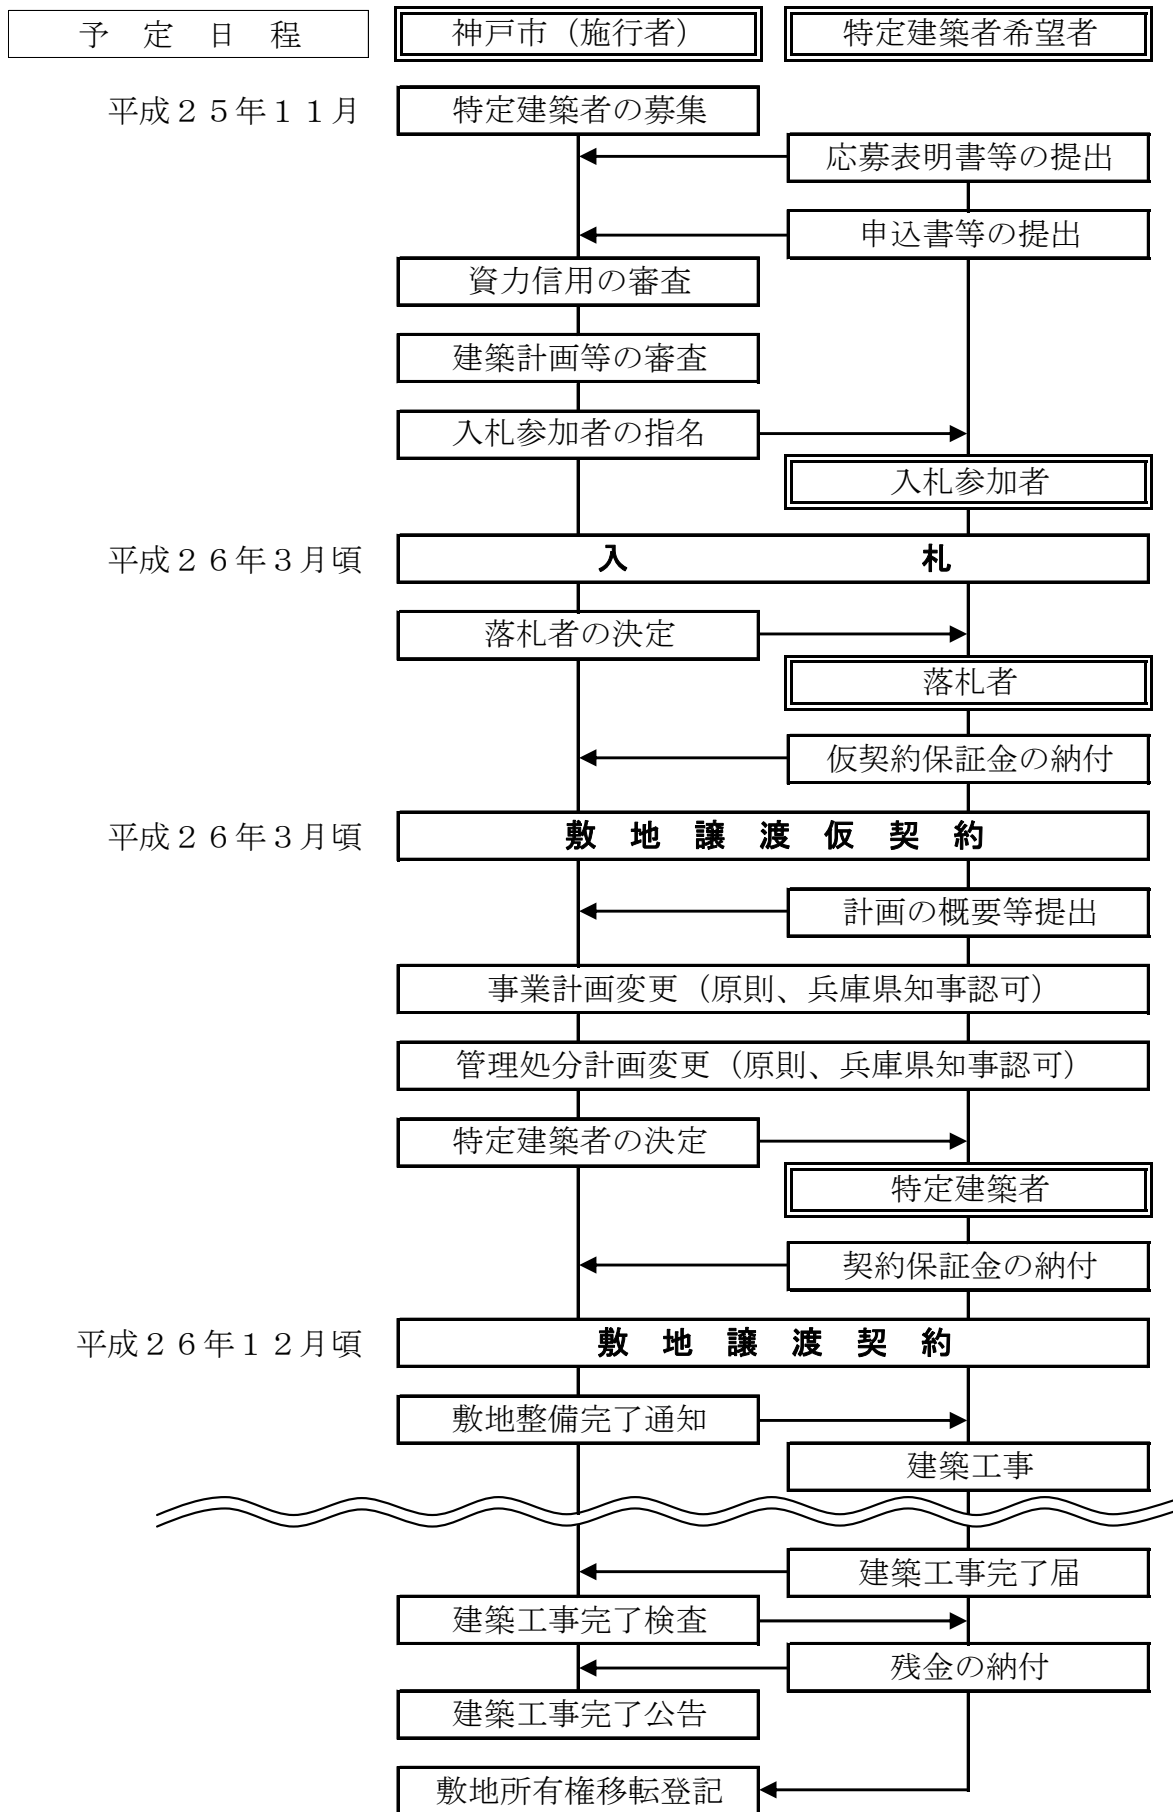 予　定　日　程
神戸市（施行者）
特定建築者希望者
平成２５年１１月
特定建築者の募集
応募表明書等の提出
申込書等の提出
資力信用の審査
建築計画等の審査
入札参加者の指名
入札参加者
平成２６年３月頃
入　札
落札者の決定
落札者
仮契約保証金の納付
平成２６年３月頃
敷　地　譲　渡　仮　契　約
計画の概要等提出
事業計画変更（原則、兵庫県知事認可）
管理処分計画変更（原則、兵庫県知事認可）
特定建築者の決定
特定建築者
契約保証金の納付
平成２６年１２月頃
敷　地　譲　渡　契　約
敷地整備完了通知
建築工事
建築工事完了届
建築工事完了検査
残金の納付
建築工事完了公告
敷地所有権移転登記